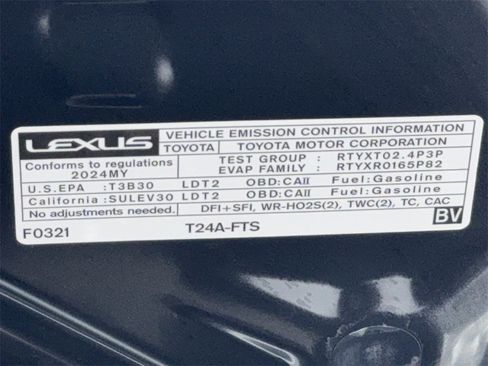 LEXUS
VEHICLE EMISSION CONTROL INFORMATION
TOYOTA TOYOTA MOTOR CORPORATION
Conforms to regulations
2024MY
TEST GROUP : RTYXT02.4P3P
EVAP FAMILY : RTYXR0165P82
U.S.EPA : T3B30 LDT2 OBD:CAII Fuel:Gasoline
California : SULEV30 LDT2 OBD:CAII Fuel:Gasoline
No adjustments needed. DFI+SFI, WR-HO2S(2), TWC(2), TC, CAC
F0321 T24A-FTS BV